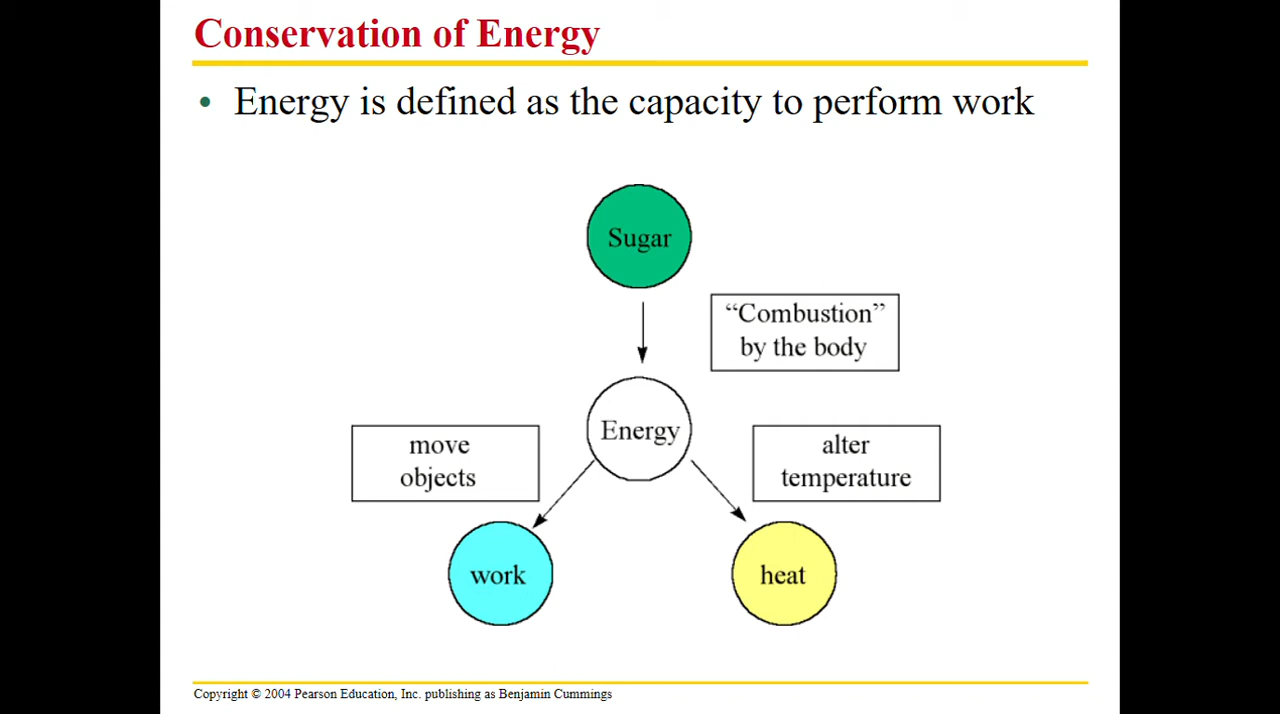 Conservation of Energy
• Energy is defined as the capacity to perform work
Sugar
“Combustion”
by the body
Energy
move
objects
alter
temperature
work
heat
Copyright © 2004 Pearson Education, Inc. publishing as Benjamin Cummings